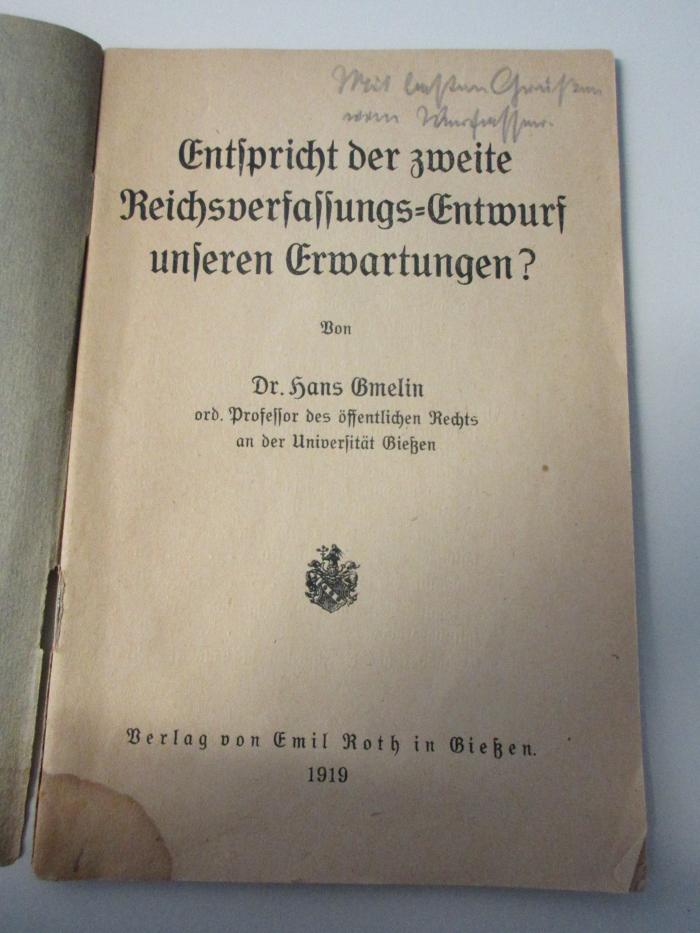 Mit besten Grüßen
vom Verfasser.
Entspricht der zweite
Reichsverfassungs=Entwurf
unseren Erwartungen?
Von
Dr. Hans Gmelin
ord. Professor des öffentlichen Rechts
an der Universität Gießen
Verlag von Emil Roth in Gießen.
1919